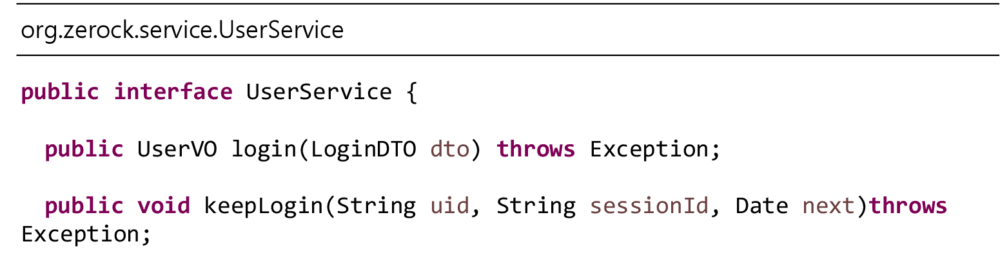 org.zerock.service.UserService
public interface UserService {
public UserVO login(LoginDTO dto) throws Exception;
public void keepLogin(String uid, String sessionId, Date next)throws
Exception;